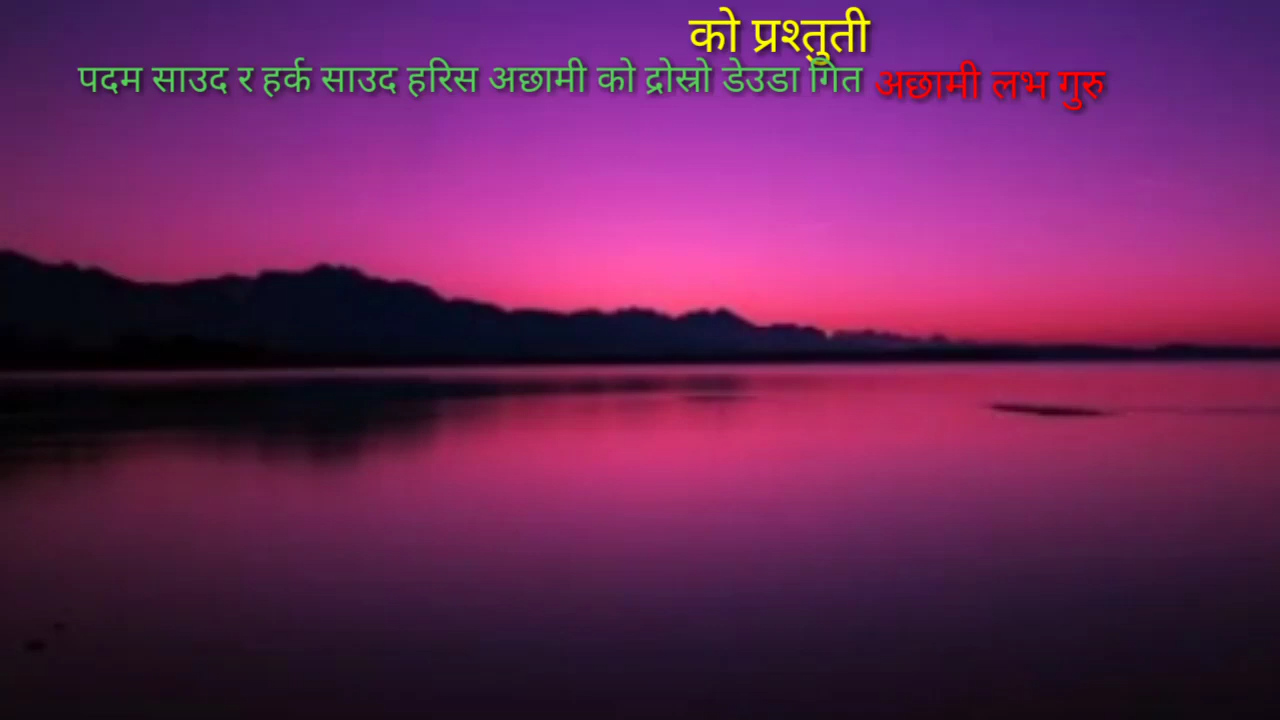 को प्रश्तुती
पदम साउद र हर्क साउद हरिस अछामी को द्रोस्रो डेउडा गित अछामी लभ गुरु